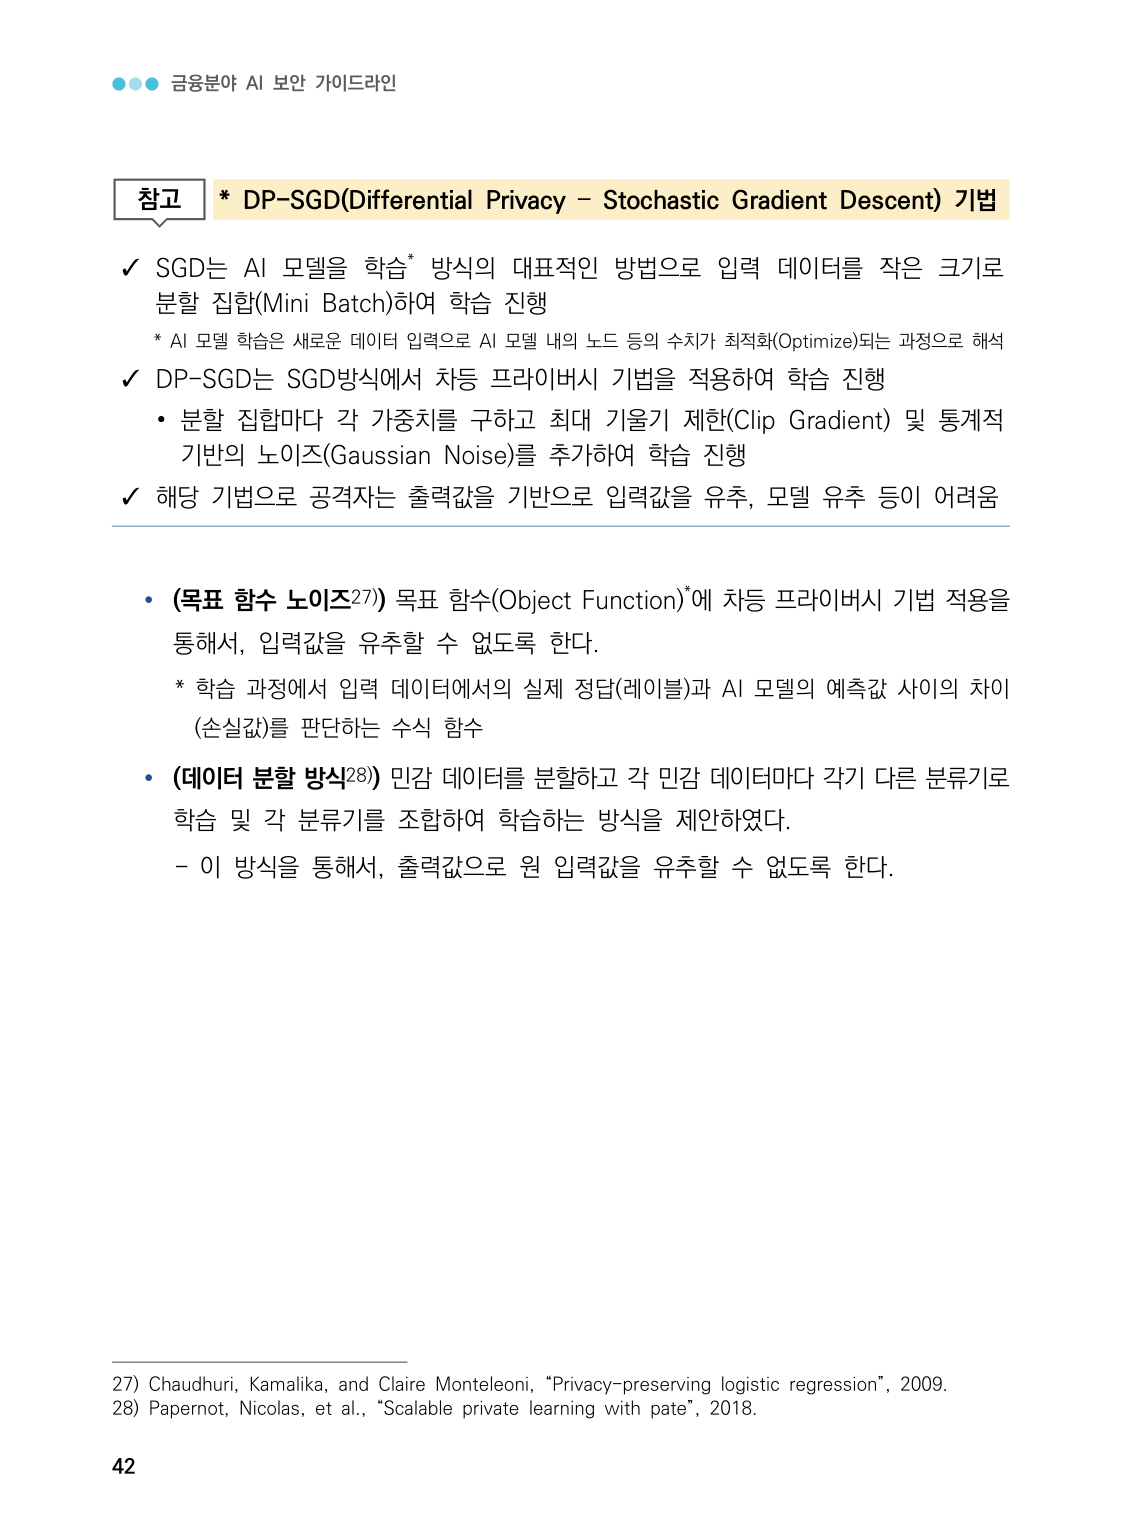 금융분야 AI 보안 가이드라인
참고
* DP-SGD(Differential Privacy - Stochastic Gradient Descent) 기법
✓ SGD는 AI 모델을 학습* 방식의 대표적인 방법으로 입력 데이터를 작은 크기로
분할 집합(Mini Batch)하여 학습 진행
* AI 모델 학습은 새로운 데이터 입력으로 AI 모델 내의 노드 등의 수치가 최적화(Optimize)되는 과정으로 해석
✓ DP-SGD는 SGD방식에서 차등 프라이버시 기법을 적용하여 학습 진행
• 분할 집합마다 각 가중치를 구하고 최대 기울기 제한(Clip Gradient) 및 통계적
기반의 노이즈(Gaussian Noise)를 추가하여 학습 진행
✓ 해당 기법으로 공격자는 출력값을 기반으로 입력값을 유추, 모델 유추 등이 어려움
• (목표 함수 노이즈27)) 목표 함수(Object Function)*에 차등 프라이버시 기법 적용을
통해서, 입력값을 유추할 수 없도록 한다.
* 학습 과정에서 입력 데이터에서의 실제 정답(레이블)과 AI 모델의 예측값 사이의 차이
(손실값)를 판단하는 수식 함수
• (데이터 분할 방식28)) 민감 데이터를 분할하고 각 민감 데이터마다 각기 다른 분류기로
학습 및 각 분류기를 조합하여 학습하는 방식을 제안하였다.
- 이 방식을 통해서, 출력값으로 원 입력값을 유추할 수 없도록 한다.
27) Chaudhuri, Kamalika, and Claire Monteleoni, “Privacy-preserving logistic regression”, 2009.
28) Papernot, Nicolas, et al., “Scalable private learning with pate”, 2018.
42